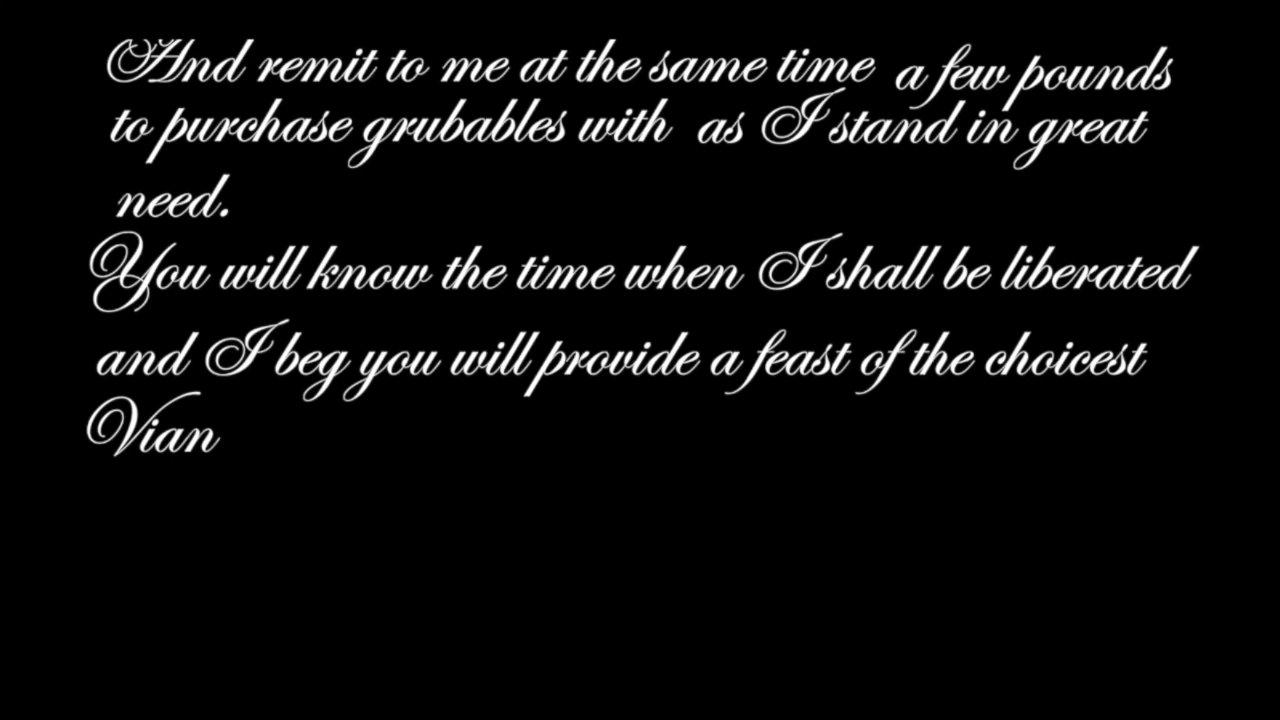 And remit to me at the same time a few pounds
to purchase grubables with as I stand in great
need.
You will know the time when I shall be liberated
and I beg you will provide a feast of the choicest
Vian